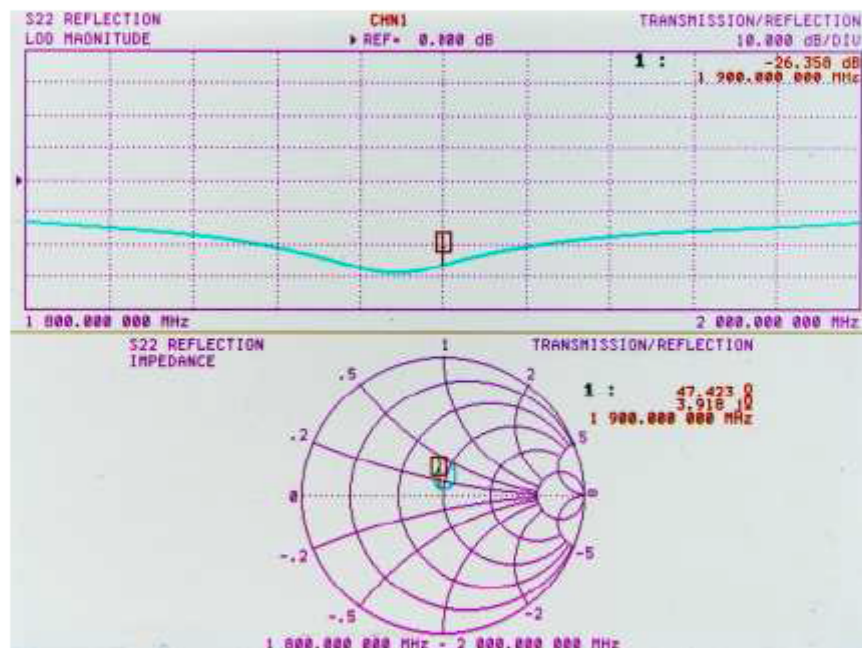 S22 REFLECTION CHN1 TRANSMISSION/REFLECTION
LOG MAGNITUDE ▸ REF= 0.000 dB 10.000 dB/DIV
1 : -26.358 dB
1 900.000 000 MHz
1 800.000 000 MHz 2 000.000 000 MHz
S22 REFLECTION 1 TRANSMISSION/REFLECTION
IMPEDANCE
.5 2 1 : 47.423 Ω
3.918 jΩ
1 900.000 000 MHz
.2 5
0 ∞
-.2 -5
-.5 -2
1 800.000 000 MHz - 2 000.000 000 MHz